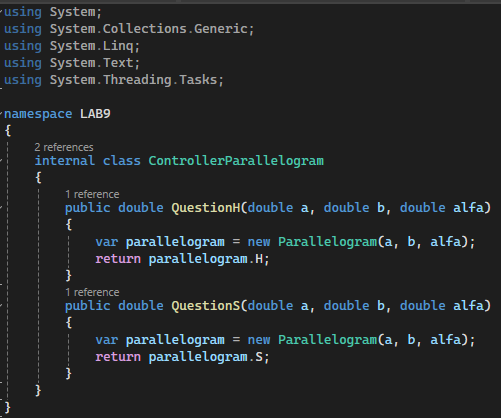 using System;
using System.Collections.Generic;
using System.Linq;
using System.Text;
using System.Threading.Tasks;

namespace LAB9
{
    2 references
    internal class ControllerParallelogram
    {
        1 reference
        public double QuestionH(double a, double b, double alfa)
        {
            var parallelogram = new Parallelogram(a, b, alfa);
            return parallelogram.H;
        }
        1 reference
        public double QuestionS(double a, double b, double alfa)
        {
            var parallelogram = new Parallelogram(a, b, alfa);
            return parallelogram.S;
        }
    }
}